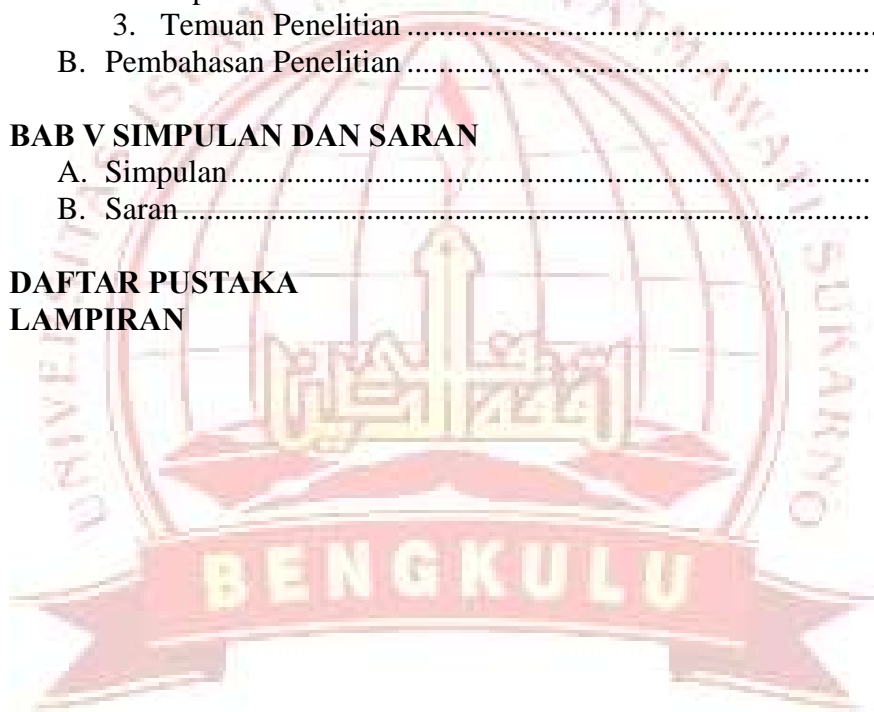 3. Temuan Penelitian ..........................................................
B. Pembahasan Penelitian ..........................................................
BAB V SIMPULAN DAN SARAN
A. Simpulan ................................................................................
B. Saran ......................................................................................
DAFTAR PUSTAKA
LAMPIRAN
BENGKULU